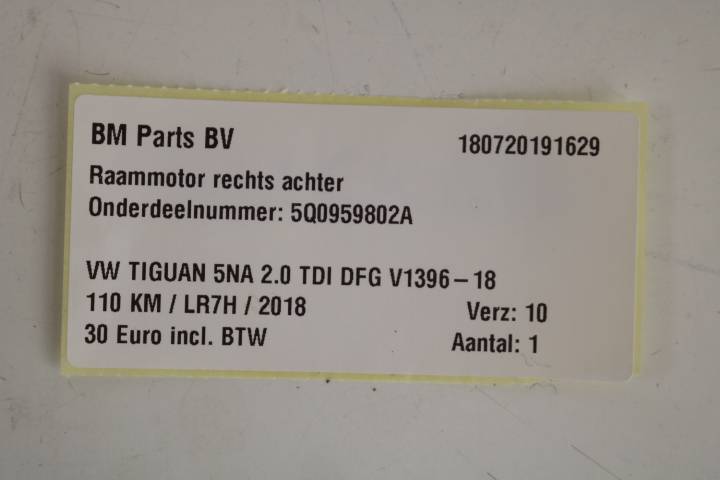 BM Parts BV 180720191629
Raammotor rechts achter
Onderdeelnummer: 5Q0959802A
VW TIGUAN 5NA 2.0 TDI DFG V1396-18
110 KM / LR7H / 2018 Verz: 10
30 Euro incl. BTW Aantal: 1